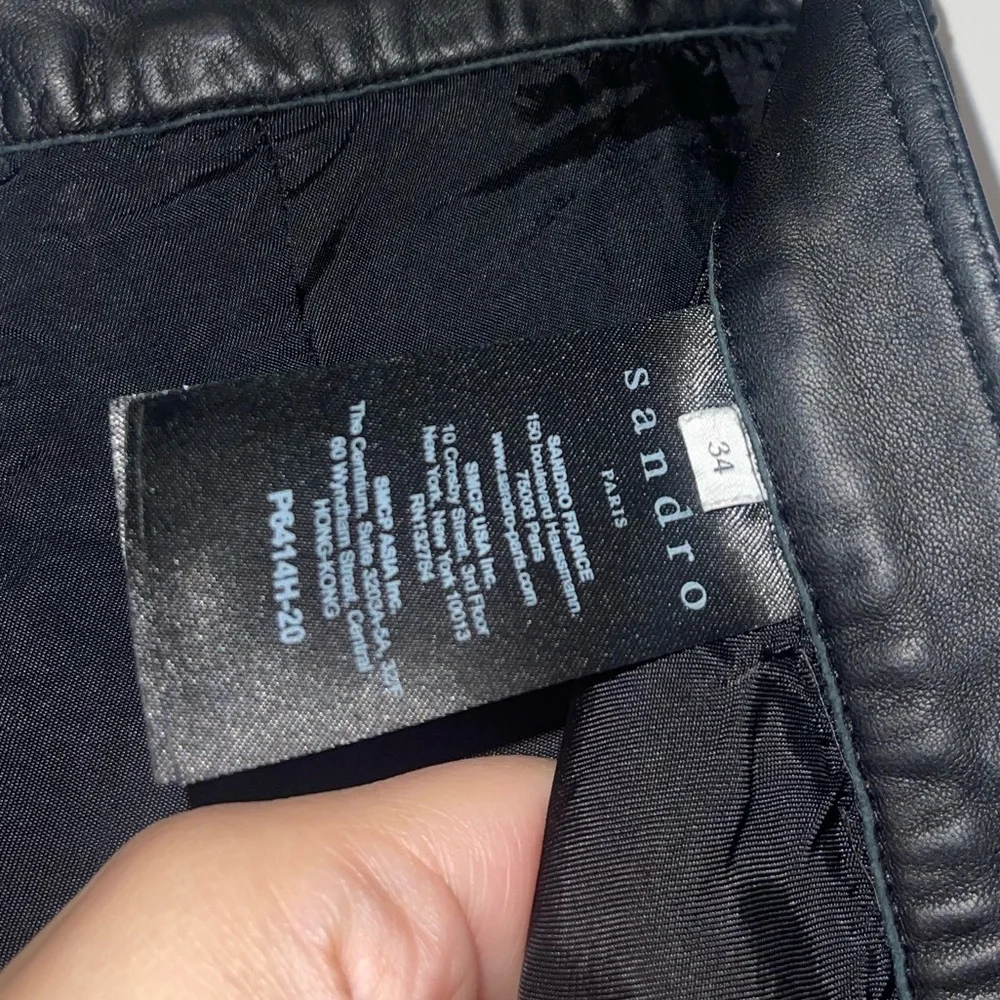 34
sandro
PARIS
SANDRO FRANCE
150 boulevard Haussmann.
75008 Paris
www.sandro-paris.com
SMCP USA Inc.
10 Crosby Street, 3rd Floor
New York, New York 10013
RN132784
SMCP ASIA Inc.
The Centrium, Suite 3203A-5A, 32/F
60 Wyndham Street, Central
HONG-KONG
P6414H-20